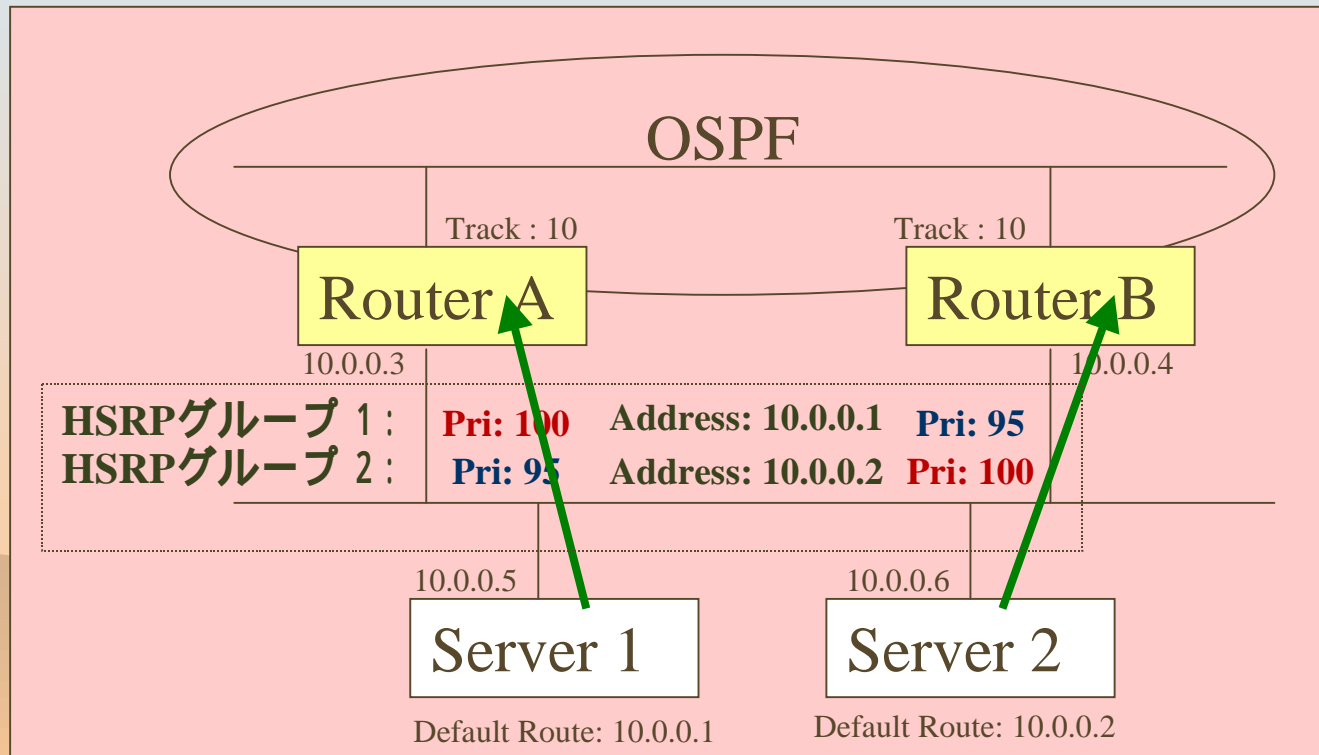 OSPF
Track : 10
Track : 10
Router A
Router B
10.0.0.3
10.0.0.4
HSRPグループ 1 : Pri: 100 Address: 10.0.0.1 Pri: 95
HSRPグループ 2 : Pri: 95 Address: 10.0.0.2 Pri: 100
10.0.0.5
10.0.0.6
Server 1
Server 2
Default Route: 10.0.0.1
Default Route: 10.0.0.2